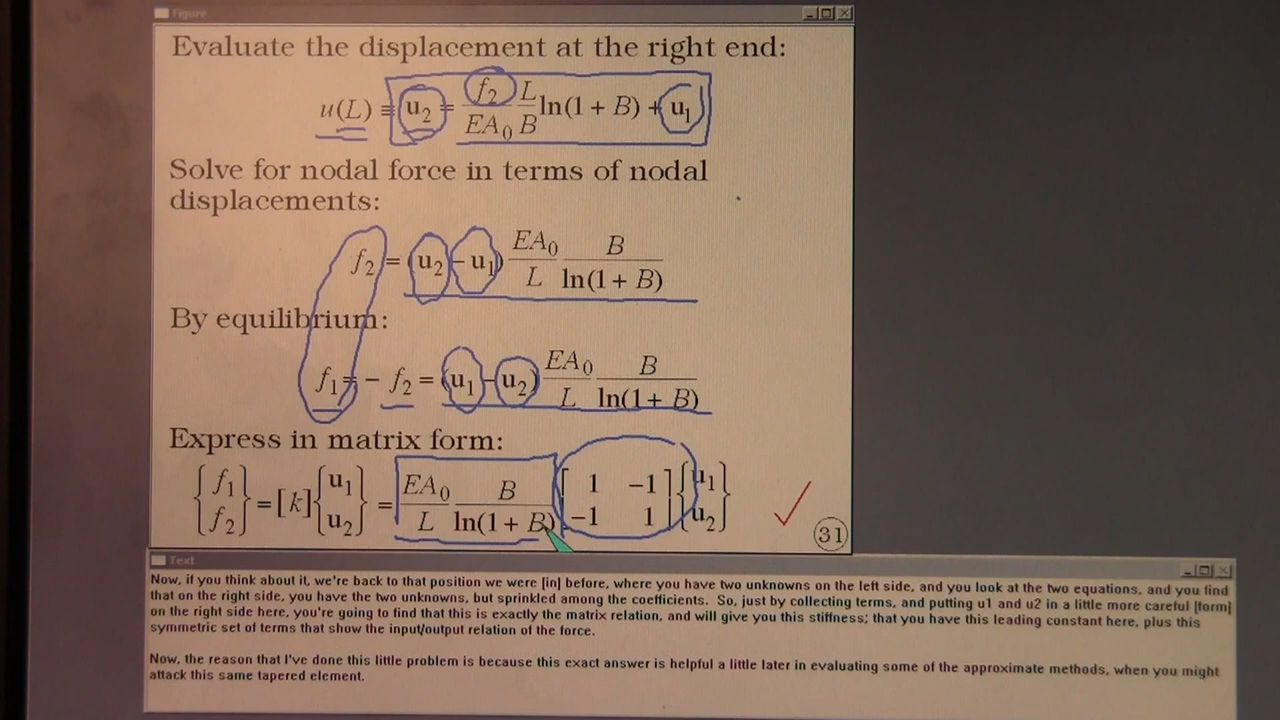 Figure
Evaluate the displacement at the right end:
u(L) ≡ u₂ = f₂/EA₀ L/B ln(1 + B) + u₁
Solve for nodal force in terms of nodal
displacements:
f₂ = (u₂ − u₁) EA₀/L B/ln(1 + B)
By equilibrium:
f₁ = − f₂ = (u₁ − u₂) EA₀/L B/ln(1 + B)
Express in matrix form:
{f₁ f₂} = [k]{u₁ u₂} = EA₀/L B/ln(1 + B) [1 −1 −1 1]{u₁ u₂}
31
Text
Now, if you think about it, we're back to that position we were [in] before, where you have two unknowns on the left side, and you look at the two equations, and you find
that on the right side, you have the two unknowns, but sprinkled among the coefficients. So, just by collecting terms, and putting u1 and u2 in a little more careful [form]
on the right side here, you're going to find that this is exactly the matrix relation, and will give you this stiffness; that you have this leading constant here, plus this
symmetric set of terms that show the input/output relation of the force.
Now, the reason that I've done this little problem is because this exact answer is helpful a little later in evaluating some of the approximate methods, when you might
attack this same tapered element.